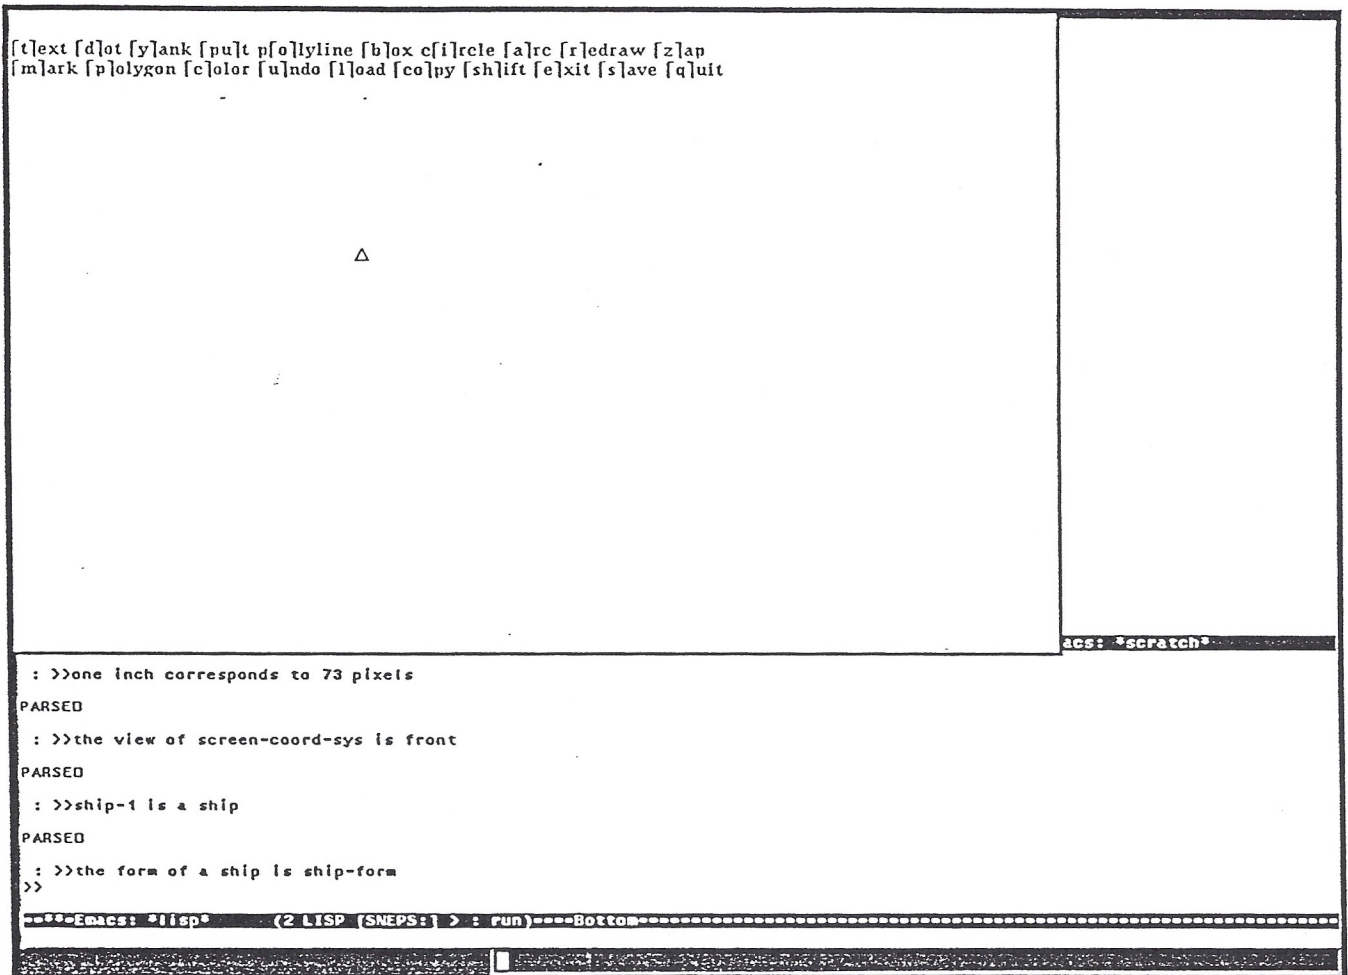 [t]ext [d]ot [y]ank [pu]t p[o]lyline [b]ox c[i]rcle [a]rc [r]edraw [z]ap
[m]ark [p]olygon [c]olor [u]ndo [l]oad [co]py [sh]ift [e]xit [s]ave [q]uit
acs: *scratch*
: >>one inch corresponds to 73 pixels
PARSED
: >>the view of screen-coord-sys is front
PARSED
: >>ship-1 is a ship
PARSED
: >>the form of a ship is ship-form
>>
--**-Emacs: *lisp* (2 LISP [SNEPS:] > : run)----Bottom--------------------------------------------------